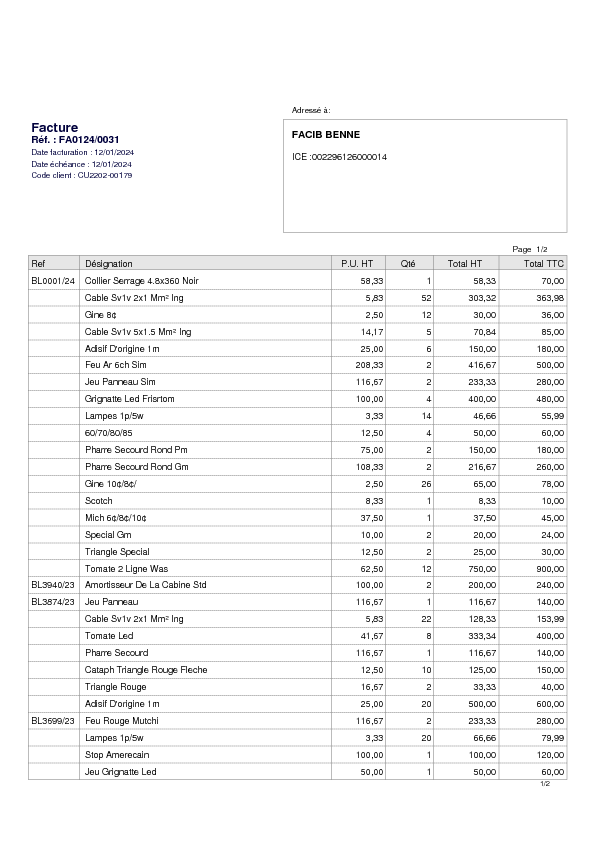 Adressé à:
Facture
Réf. : FA0124/0031
Date facturation : 12/01/2024
Date échéance : 12/01/2024
Code client : CU2202-00179
FACIB BENNE
ICE :002296126000014
Page 1/2
Ref Désignation P.U. HT Qté Total HT Total TTC
BL0001/24 Collier Serrage 4.8x360 Noir 58,33 1 58,33 70,00
Cable Sv1v 2x1 Mm² Ing 5,83 52 303,32 363,98
Gine 8¢ 2,50 12 30,00 36,00
Cable Sv1v 5x1.5 Mm² Ing 14,17 5 70,84 85,00
Adisif D'origine 1m 25,00 6 150,00 180,00
Feu Ar 6ch Sim 208,33 2 416,67 500,00
Jeu Panneau Sim 116,67 2 233,33 280,00
Grignatte Led Frisrtom 100,00 4 400,00 480,00
Lampes 1p/5w 3,33 14 46,66 55,99
60/70/80/85 12,50 4 50,00 60,00
Pharre Secourd Rond Pm 75,00 2 150,00 180,00
Pharre Secourd Rond Gm 108,33 2 216,67 260,00
Gine 10¢/8¢/ 2,50 26 65,00 78,00
Scotch 8,33 1 8,33 10,00
Mich 6¢/8¢/10¢ 37,50 1 37,50 45,00
Special Gm 10,00 2 20,00 24,00
Triangle Special 12,50 2 25,00 30,00
Tomate 2 Ligne Was 62,50 12 750,00 900,00
BL3940/23 Amortisseur De La Cabine Std 100,00 2 200,00 240,00
BL3874/23 Jeu Panneau 116,67 1 116,67 140,00
Cable Sv1v 2x1 Mm² Ing 5,83 22 128,33 153,99
Tomate Led 41,67 8 333,34 400,00
Pharre Secourd 116,67 1 116,67 140,00
Cataph Triangle Rouge Fleche 12,50 10 125,00 150,00
Triangle Rouge 16,67 2 33,33 40,00
Adisif D'origine 1m 25,00 20 500,00 600,00
BL3699/23 Feu Rouge Mutchi 116,67 2 233,33 280,00
Lampes 1p/5w 3,33 20 66,66 79,99
Stop Amerecain 100,00 1 100,00 120,00
Jeu Grignatte Led 50,00 1 50,00 60,00
1/2